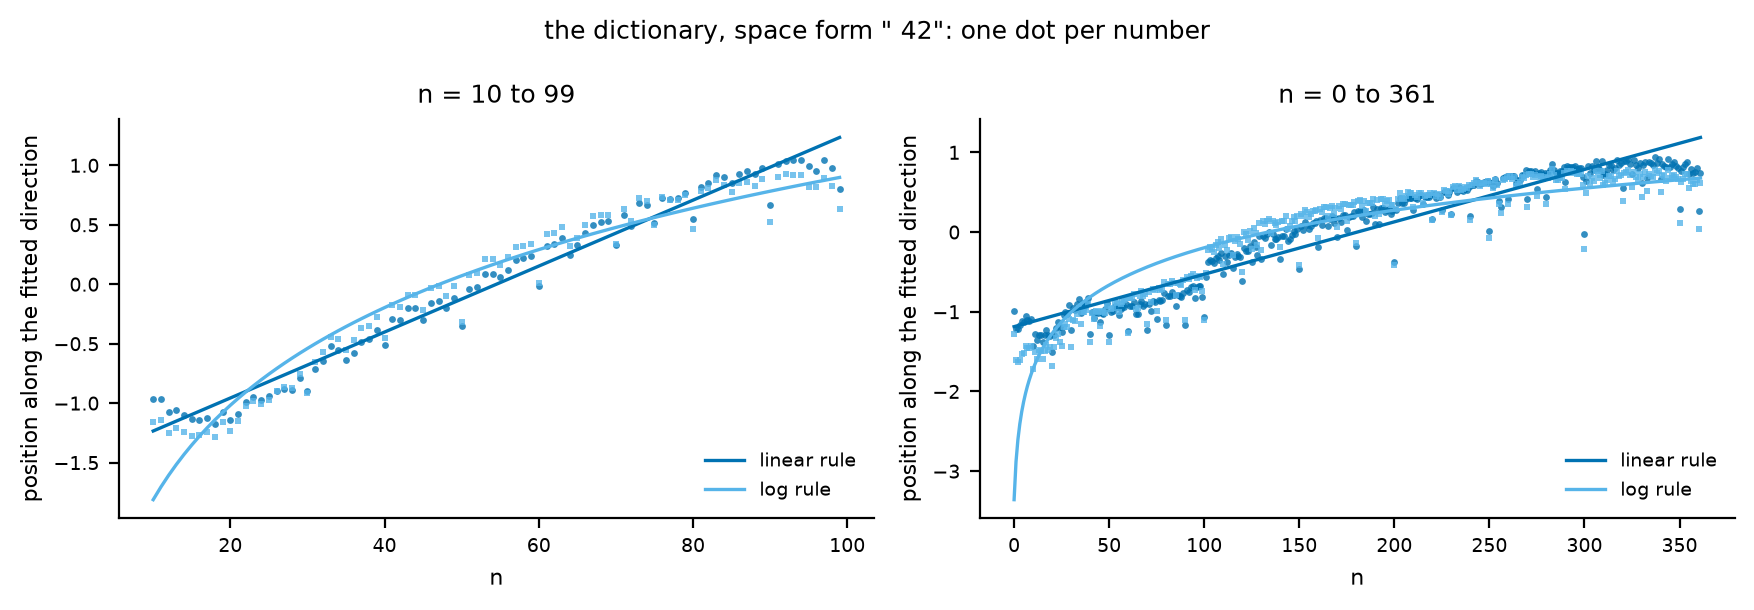 the dictionary, space form " 42": one dot per number
n = 10 to 99
position along the fitted direction
1.0
0.5
0.0
−0.5
−1.0
−1.5
20
40
60
80
100
n
linear rule
log rule
n = 0 to 361
position along the fitted direction
1
0
−1
−2
−3
0
50
100
150
200
250
300
350
n
linear rule
log rule